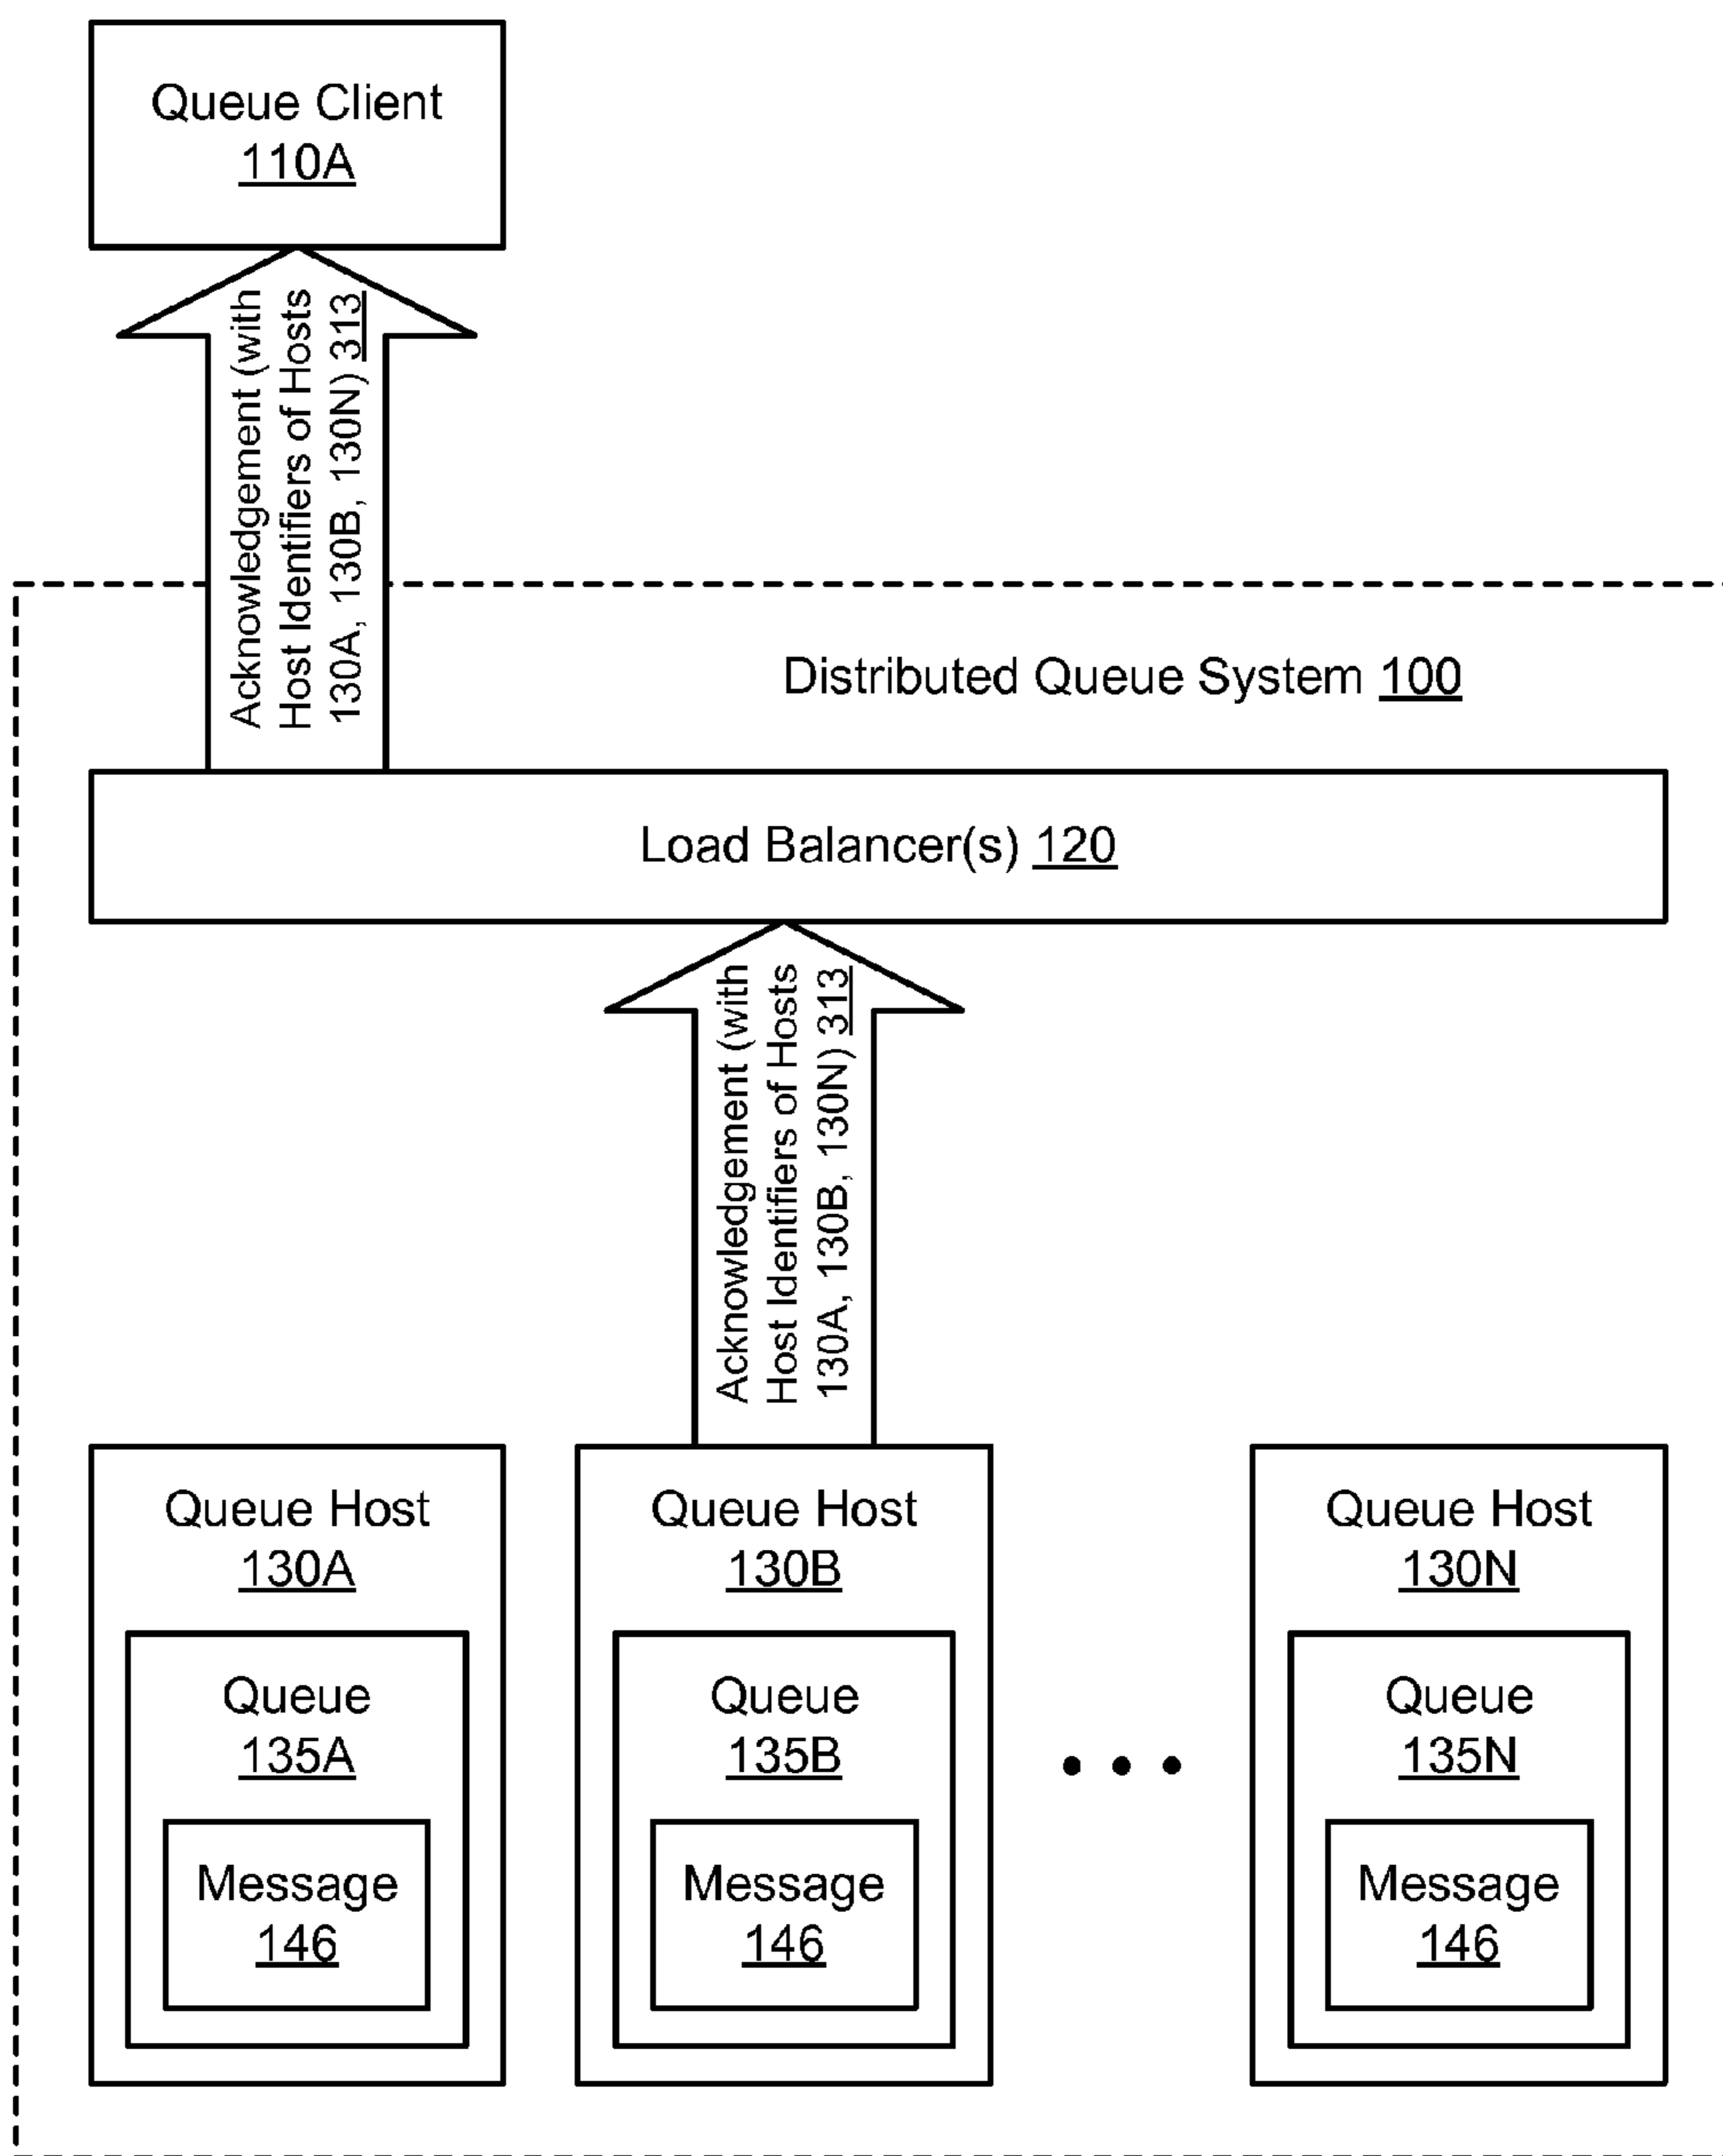 Queue Client
110A
Acknowledgement (with
Host Identifiers of Hosts
130A, 130B, 130N) 313
Distributed Queue System 100
Load Balancer(s) 120
Acknowledgement (with
Host Identifiers of Hosts
130A, 130B, 130N) 313
Queue Host
130A
Queue
135A
Message
146
Queue Host
130B
Queue
135B
Message
146
Queue Host
130N
Queue
135N
Message
146